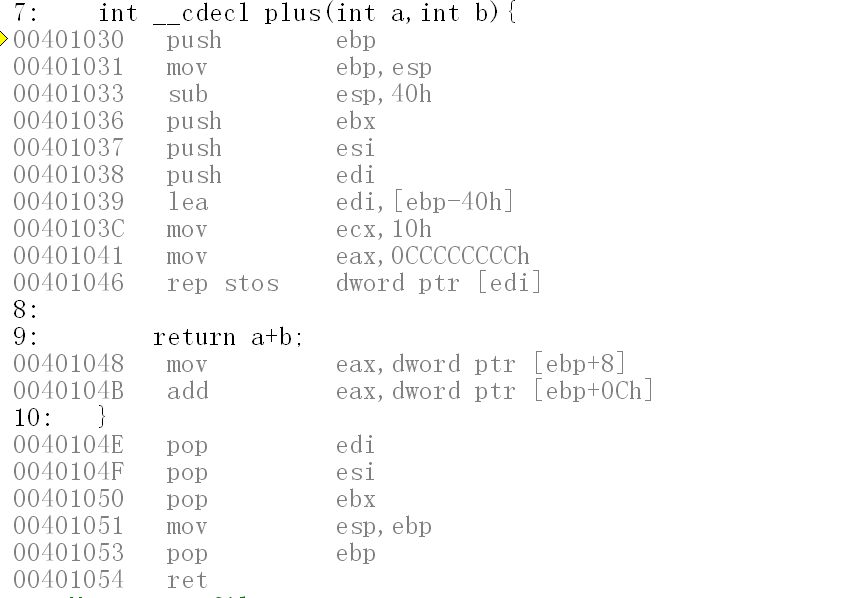 7:    int __cdecl plus(int a,int b){
00401030   push        ebp
00401031   mov         ebp,esp
00401033   sub         esp,40h
00401036   push        ebx
00401037   push        esi
00401038   push        edi
00401039   lea         edi,[ebp-40h]
0040103C   mov         ecx,10h
00401041   mov         eax,0CCCCCCCCh
00401046   rep stos    dword ptr [edi]
8:
9:        return a+b;
00401048   mov         eax,dword ptr [ebp+8]
0040104B   add         eax,dword ptr [ebp+0Ch]
10:   }
0040104E   pop         edi
0040104F   pop         esi
00401050   pop         ebx
00401051   mov         esp,ebp
00401053   pop         ebp
00401054   ret